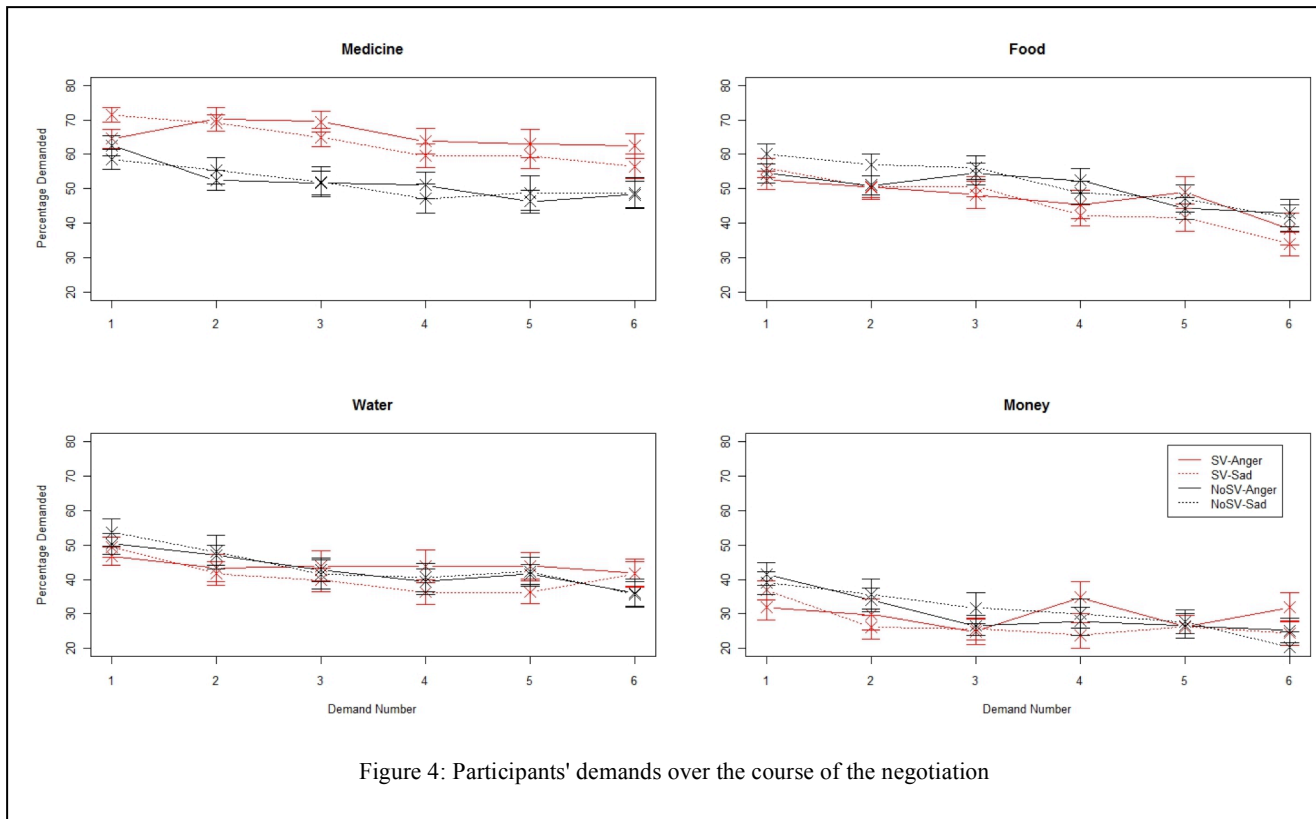 Medicine
Percentage Demanded
80
70
60
50
40
30
20
1 2 3 4 5 6
Food
80
70
60
50
40
30
20
1 2 3 4 5 6
Water
Percentage Demanded
80
70
60
50
40
30
20
1 2 3 4 5 6
Demand Number
Money
80
70
60
50
40
30
20
SV-Anger
SV-Sad
NoSV-Anger
NoSV-Sad
1 2 3 4 5 6
Demand Number
Figure 4: Participants' demands over the course of the negotiation